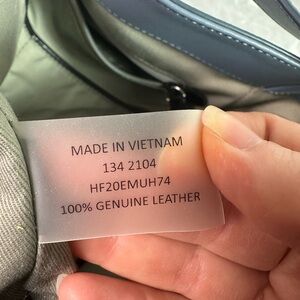 MADE IN VIETNAM
134 2104
HF20EMUH74
100% GENUINE LEATHER